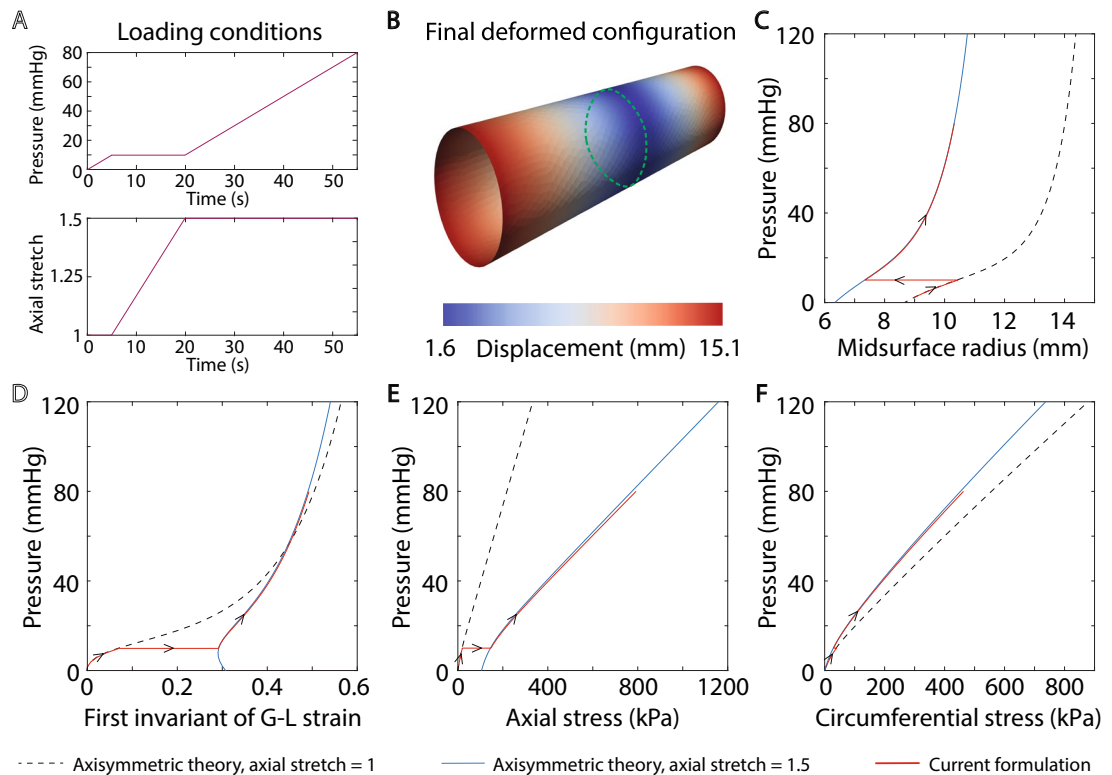 A
Loading conditions
Pressure (mmHg)
80
60
40
20
0
0 10 20 30 40 50
Time (s)
Axial stretch
1.5
1.25
1
0 10 20 30 40 50
Time (s)
B
Final deformed configuration
1.6 Displacement (mm) 15.1
C
Pressure (mmHg)
120
80
40
0
6 8 10 12 14
Midsurface radius (mm)
D
Pressure (mmHg)
120
80
40
0
0 0.2 0.4 0.6
First invariant of G-L strain
E
Pressure (mmHg)
120
80
40
0
0 400 800 1200
Axial stress (kPa)
F
Pressure (mmHg)
120
80
40
0
0 200 400 600 800
Circumferential stress (kPa)
Axisymmetric theory, axial stretch = 1
Axisymmetric theory, axial stretch = 1.5
Current formulation